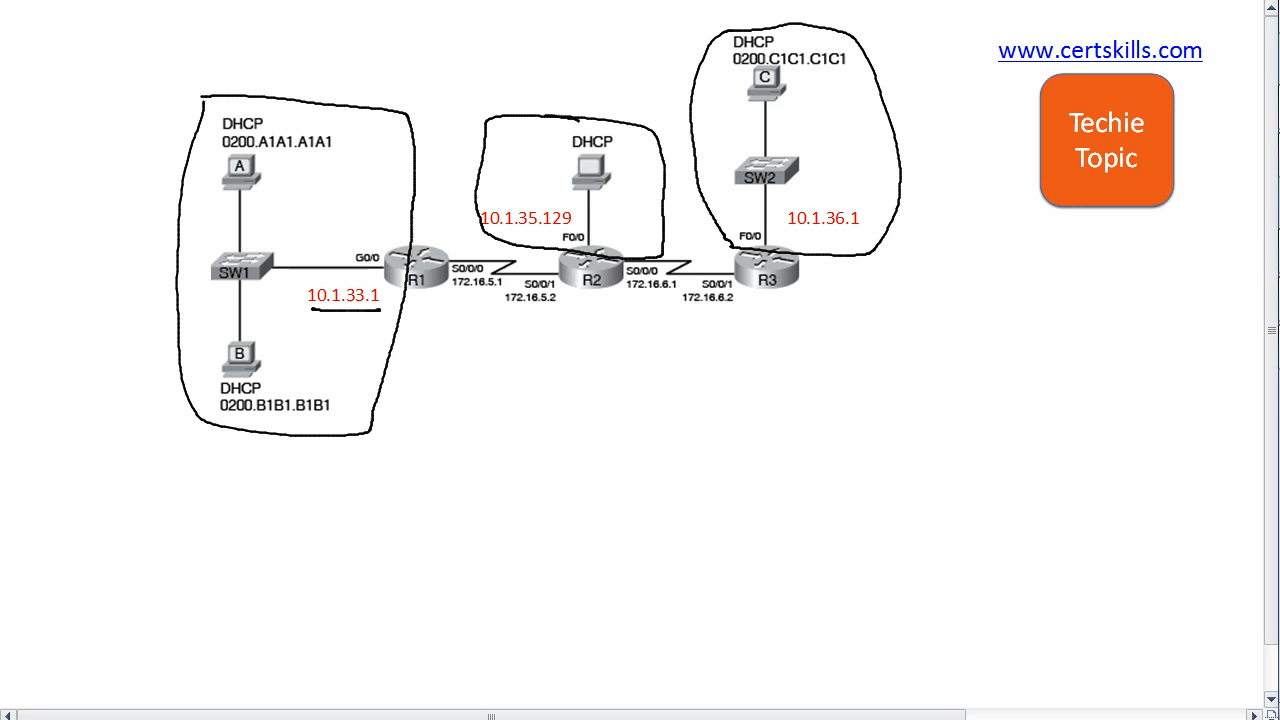 www.certskills.com
Techie
Topic
DHCP
0200.A1A1.A1A1
A
SW1
G0/0
10.1.33.1
B
DHCP
0200.B1B1.B1B1
R1
S0/0/0
172.16.5.1
DHCP
10.1.35.129
F0/0
R2
S0/0/1
172.16.5.2
S0/0/0
172.16.6.1
DHCP
0200.C1C1.C1C1
C
SW2
10.1.36.1
F0/0
R3
S0/0/1
172.16.6.2